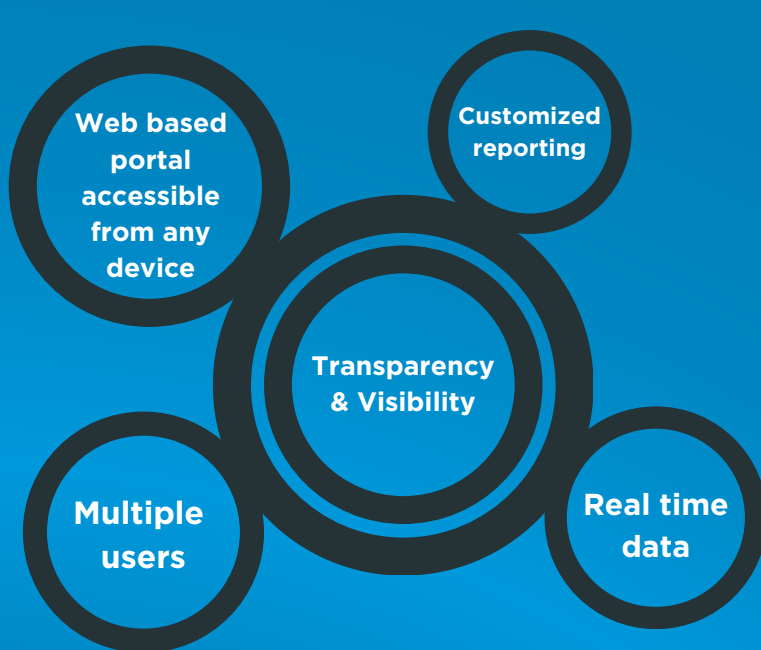 Web based
portal
accessible
from any
device
Customized
reporting
Transparency
& Visibility
Multiple
users
Real time
data